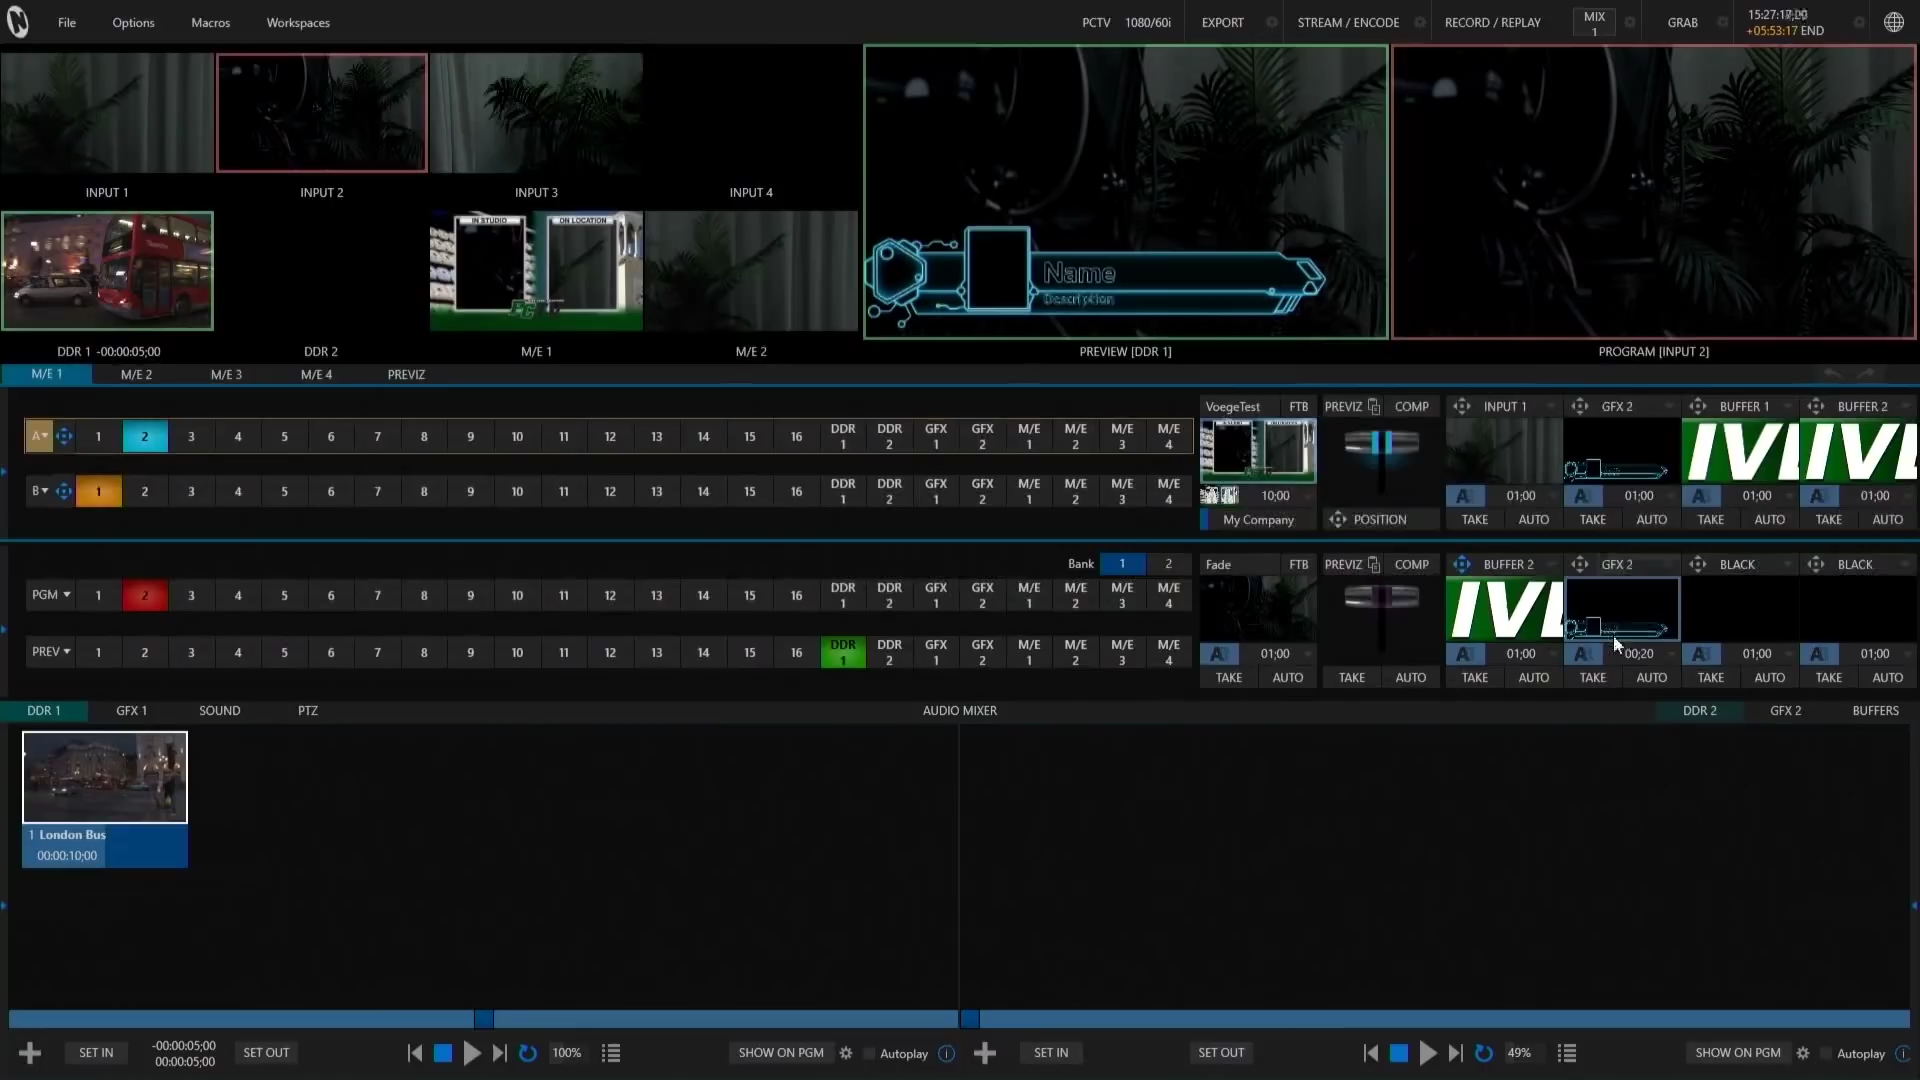 File Options Macros Workspaces PCTV 1080/60i EXPORT STREAM / ENCODE RECORD / REPLAY MIX 1 GRAB
+05:53:17 END
IN STUDIO ON LOCATION
INPUT 1 INPUT 2 INPUT 3 INPUT 4
Name
Description
DDR 1 -00:00:05;00 DDR 2 M/E 1 M/E 2 PREVIEW [DDR 1] PROGRAM [INPUT 2]
M/E 1 M/E 2 M/E 3 M/E 4 PREVIZ
VoegeTest FTB PREVIZ COMP INPUT 1 GFX 2 BUFFER 1 BUFFER 2
A 1 2 3 4 5 6 7 8 9 10 11 12 13 14 15 16 DDR 1 DDR 2 GFX 1 GFX 2 M/E 1 M/E 2 M/E 3 M/E 4
B 1 2 3 4 5 6 7 8 9 10 11 12 13 14 15 16 DDR 1 DDR 2 GFX 1 GFX 2 M/E 1 M/E 2 M/E 3 M/E 4
10;00 01;00 01;00 01;00 01;00
My Company POSITION TAKE AUTO TAKE AUTO TAKE AUTO TAKE AUTO
Bank 1 2 Fade FTB PREVIZ COMP BUFFER 2 GFX 2 BLACK BLACK
PGM 1 2 3 4 5 6 7 8 9 10 11 12 13 14 15 16 DDR 1 DDR 2 GFX 1 GFX 2 M/E 1 M/E 2 M/E 3 M/E 4
PREV 1 2 3 4 5 6 7 8 9 10 11 12 13 14 15 16 DDR 1 DDR 2 GFX 1 GFX 2 M/E 1 M/E 2 M/E 3 M/E 4
01;00 01;00 00;20 01;00 01;00
TAKE AUTO TAKE AUTO TAKE AUTO TAKE AUTO TAKE AUTO TAKE AUTO
DDR 1 GFX 1 SOUND PTZ AUDIO MIXER DDR 2 GFX 2 BUFFERS
1 London Bus
00:00:10;00
SET IN -00:00:05;00 SET OUT 100% SHOW ON PGM Autoplay SET IN SET OUT 49% SHOW ON PGM Autoplay
00:00:05;00